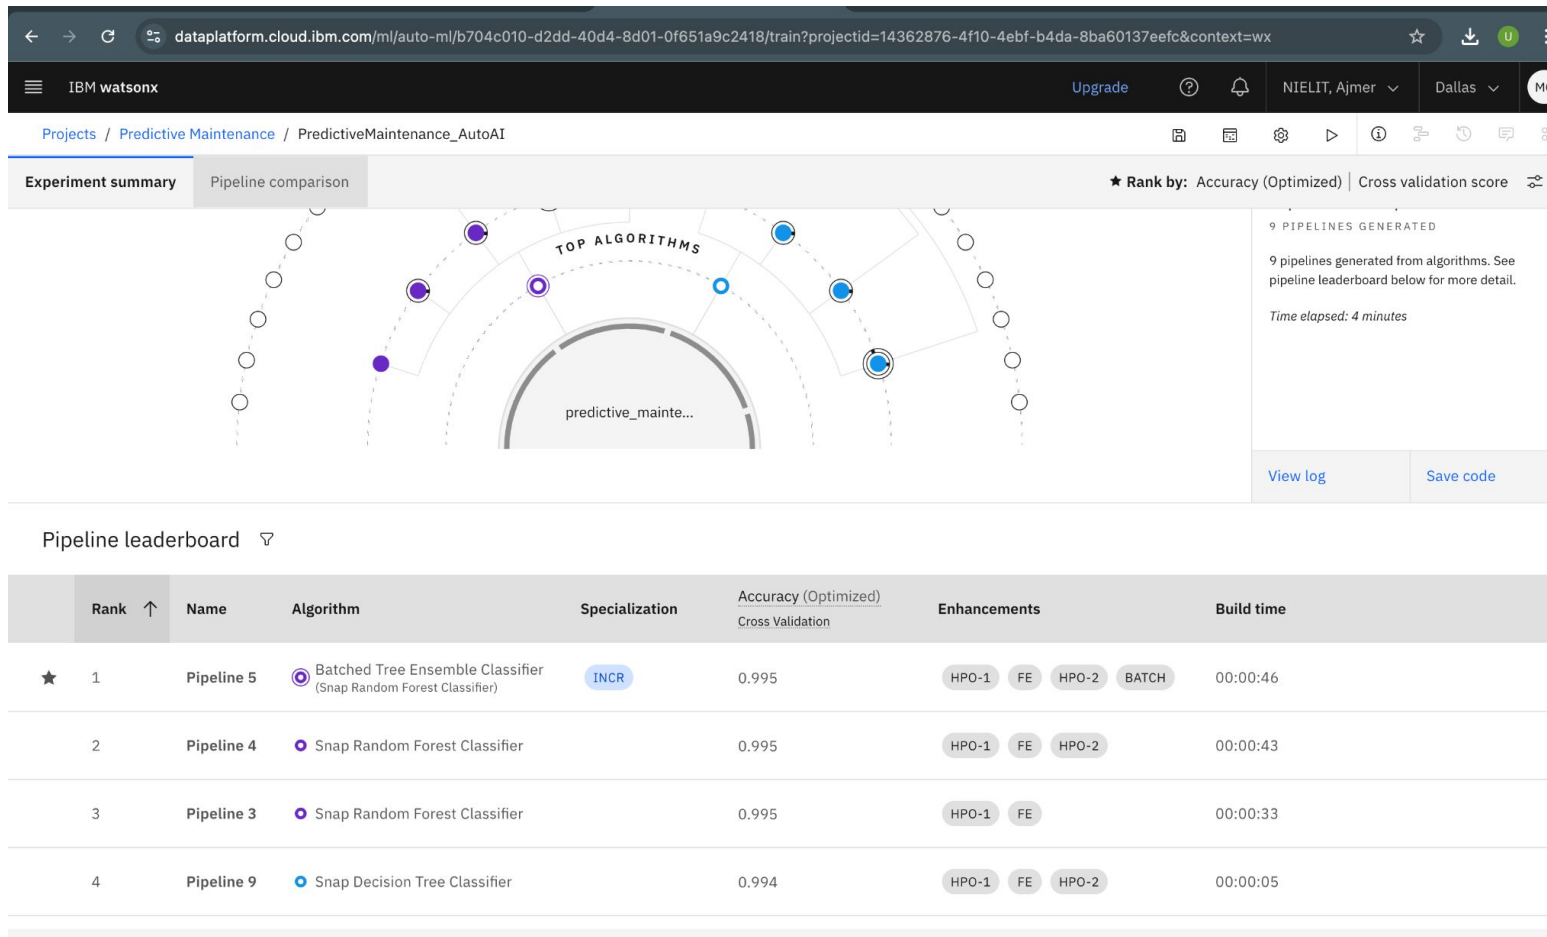 dataplatform.cloud.ibm.com/ml/auto-ml/b704c010-d2dd-40d4-8d01-0f651a9c2418/train?projectid=14362876-4f10-4ebf-b4da-8ba60137eefc&context=wx
U
IBM watsonx
Upgrade
NIELIT, Ajmer
Dallas
Projects / Predictive Maintenance / PredictiveMaintenance_AutoAI
Experiment summary
Pipeline comparison
Rank by: Accuracy (Optimized) | Cross validation score
TOP ALGORITHMS
predictive_mainte...
9 PIPELINES GENERATED
9 pipelines generated from algorithms. See
pipeline leaderboard below for more detail.
Time elapsed: 4 minutes
View log
Save code
Pipeline leaderboard
Rank Name Algorithm Specialization Accuracy (Optimized) Enhancements Build time
Cross Validation
1 Pipeline 5 Batched Tree Ensemble Classifier INCR 0.995 HPO-1 FE HPO-2 BATCH 00:00:46
(Snap Random Forest Classifier)
2 Pipeline 4 Snap Random Forest Classifier 0.995 HPO-1 FE HPO-2 00:00:43
3 Pipeline 3 Snap Random Forest Classifier 0.995 HPO-1 FE 00:00:33
4 Pipeline 9 Snap Decision Tree Classifier 0.994 HPO-1 FE HPO-2 00:00:05